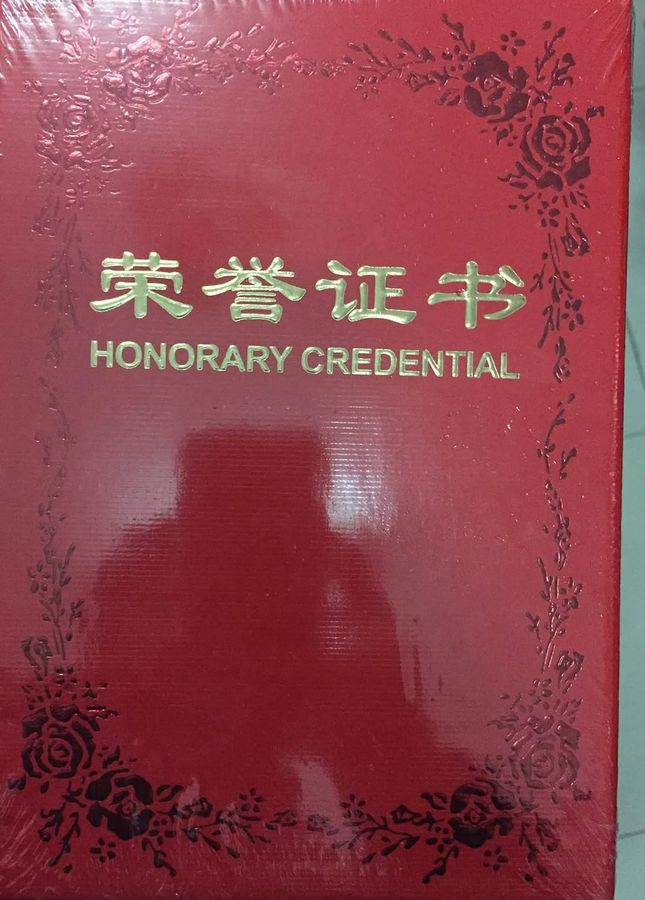 荣誉证书
HONORARY CREDENTIAL